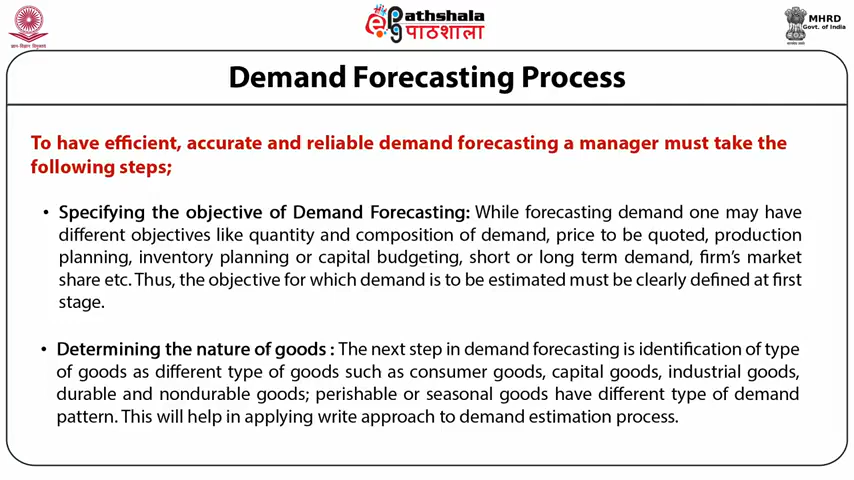 Pathshala
पाठशाला
MHRD
Govt. of India
Demand Forecasting Process
To have efficient, accurate and reliable demand forecasting a manager must take the
following steps;
• Specifying the objective of Demand Forecasting: While forecasting demand one may have
different objectives like quantity and composition of demand, price to be quoted, production
planning, inventory planning or capital budgeting, short or long term demand, firm's market
share etc. Thus, the objective for which demand is to be estimated must be clearly defined at first
stage.
• Determining the nature of goods : The next step in demand forecasting is identification of type
of goods as different type of goods such as consumer goods, capital goods, industrial goods,
durable and nondurable goods; perishable or seasonal goods have different type of demand
pattern. This will help in applying write approach to demand estimation process.